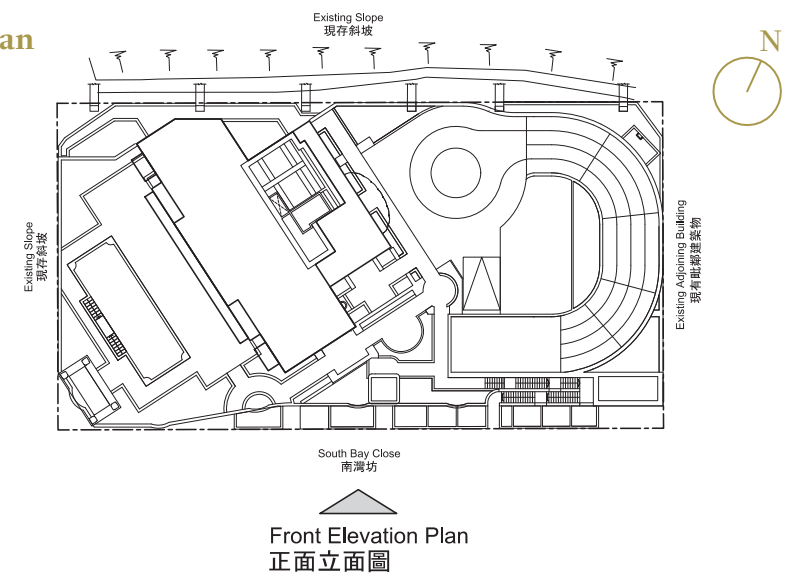 an
Existing Slope
現存斜坡
N
Existing Slope
現存斜坡
Existing Adjoining Building
現有毗鄰建築物
South Bay Close
南灣坊
Front Elevation Plan
正面立面圖